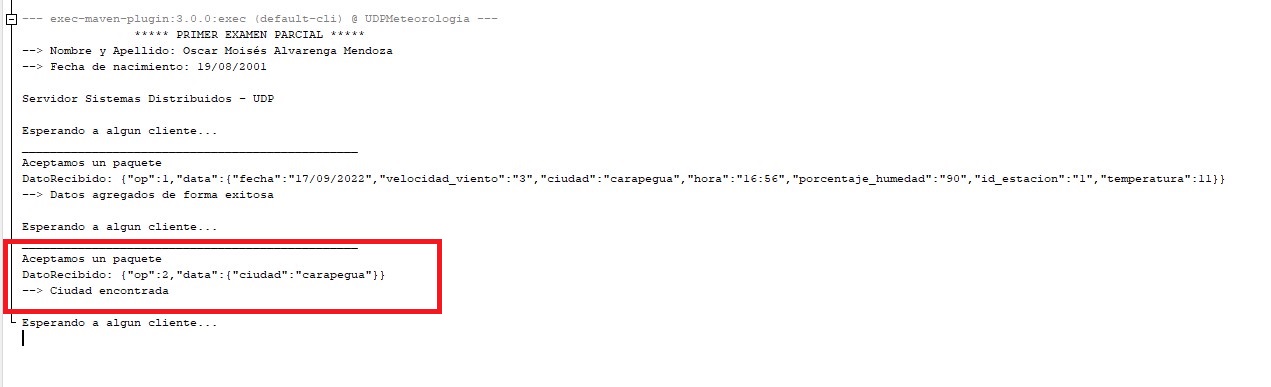 --- exec-maven-plugin:3.0.0:exec (default-cli) @ UDPMeteorologia ---
***** PRIMER EXAMEN PARCIAL *****
--> Nombre y Apellido: Oscar Moisés Alvarenga Mendoza
--> Fecha de nacimiento: 19/08/2001
Servidor Sistemas Distribuidos - UDP
Esperando a algun cliente...
________________________________________________
Aceptamos un paquete
DatoRecibido: {"op":1,"data":{"fecha":"17/09/2022","velocidad_viento":"3","ciudad":"carapegua","hora":"16:56","porcentaje_humedad":"90","id_estacion":"1","temperatura":11}}
--> Datos agregados de forma exitosa
Esperando a algun cliente...
________________________________________________
Aceptamos un paquete
DatoRecibido: {"op":2,"data":{"ciudad":"carapegua"}}
--> Ciudad encontrada
Esperando a algun cliente...